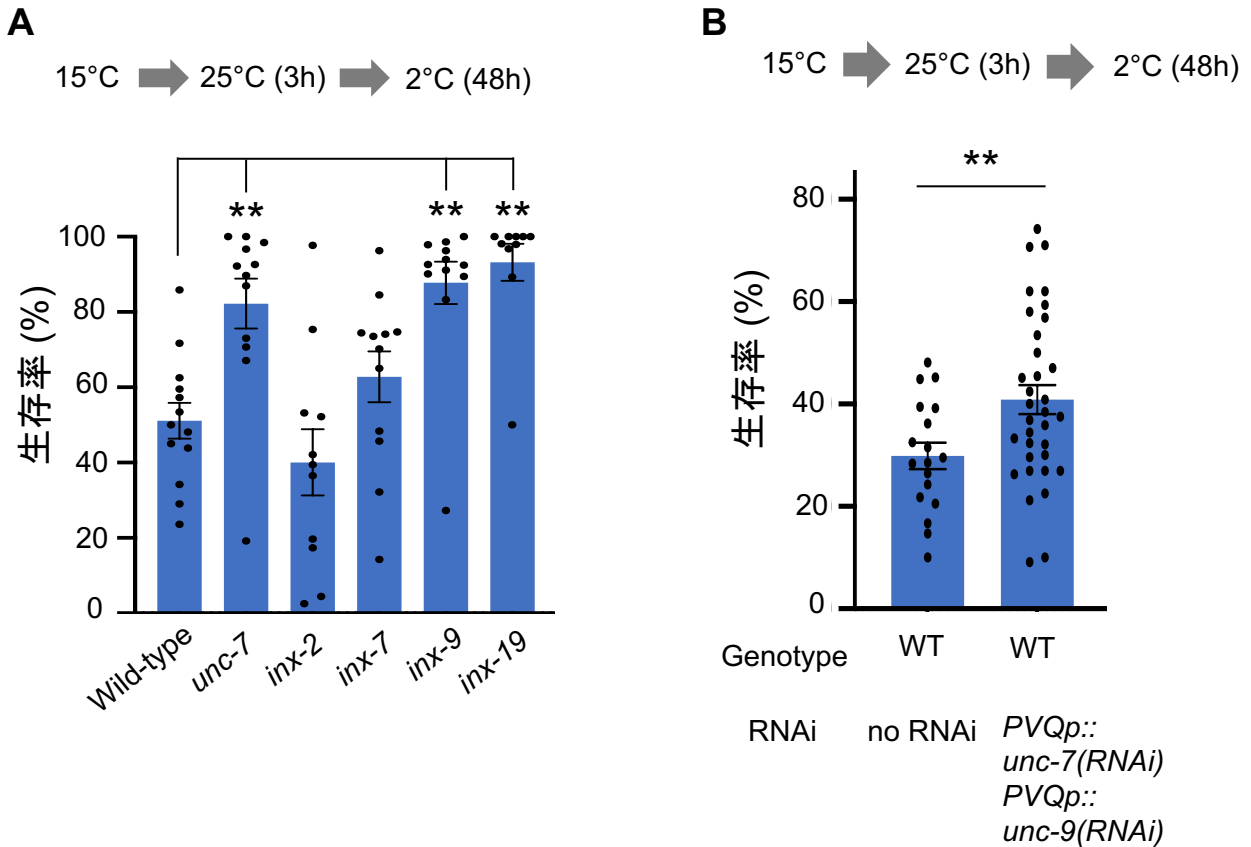 A
15°C 25°C (3h) 2°C (48h)
** ** **
生存率 (%)
100
80
60
40
20
0
Wild-type unc-7 inx-2 inx-7 inx-9 inx-19
B
15°C 25°C (3h) 2°C (48h)
**
生存率 (%)
80
60
40
20
0
Genotype WT WT
RNAi no RNAi PVQp::
unc-7(RNAi)
PVQp::
unc-9(RNAi)